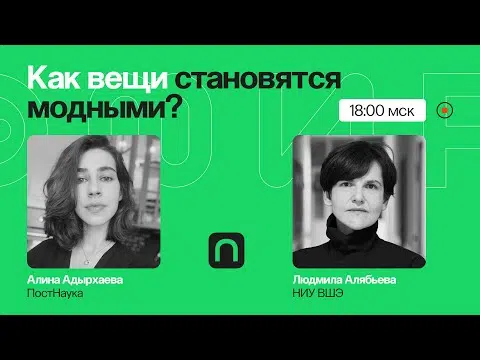 Как вещи становятся
модными?
18:00 мск
Алина Адырхаева
ПостНаука
Людмила Алябьева
НИУ ВШЭ